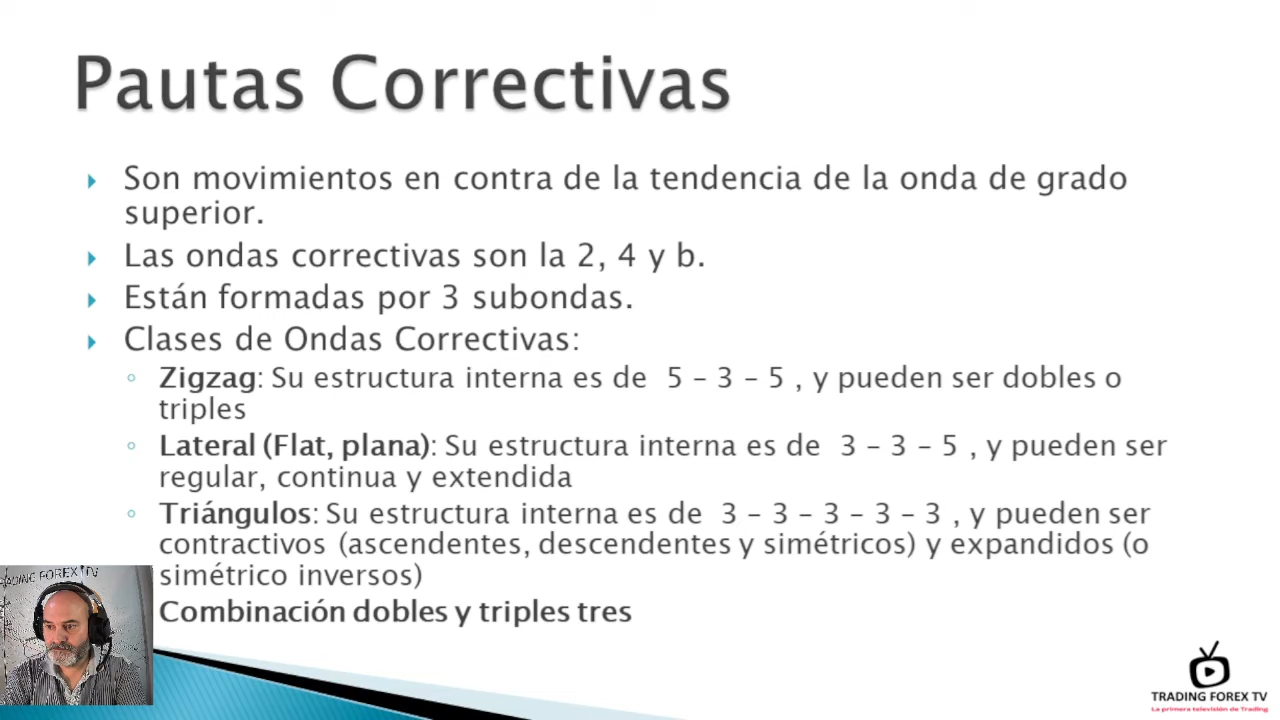 Pautas Correctivas
Son movimientos en contra de la tendencia de la onda de grado
superior.
Las ondas correctivas son la 2, 4 y b.
Están formadas por 3 subondas.
Clases de Ondas Correctivas:
Zigzag: Su estructura interna es de 5 – 3 – 5 , y pueden ser dobles o
triples
Lateral (Flat, plana): Su estructura interna es de 3 – 3 – 5 , y pueden ser
regular, continua y extendida
Triángulos: Su estructura interna es de 3 – 3 – 3 – 3 – 3 , y pueden ser
contractivos (ascendentes, descendentes y simétricos) y expandidos (o
simétrico inversos)
Combinación dobles y triples tres
FOREX TV
TRADING FOREX TV
La primera televisión de Trading